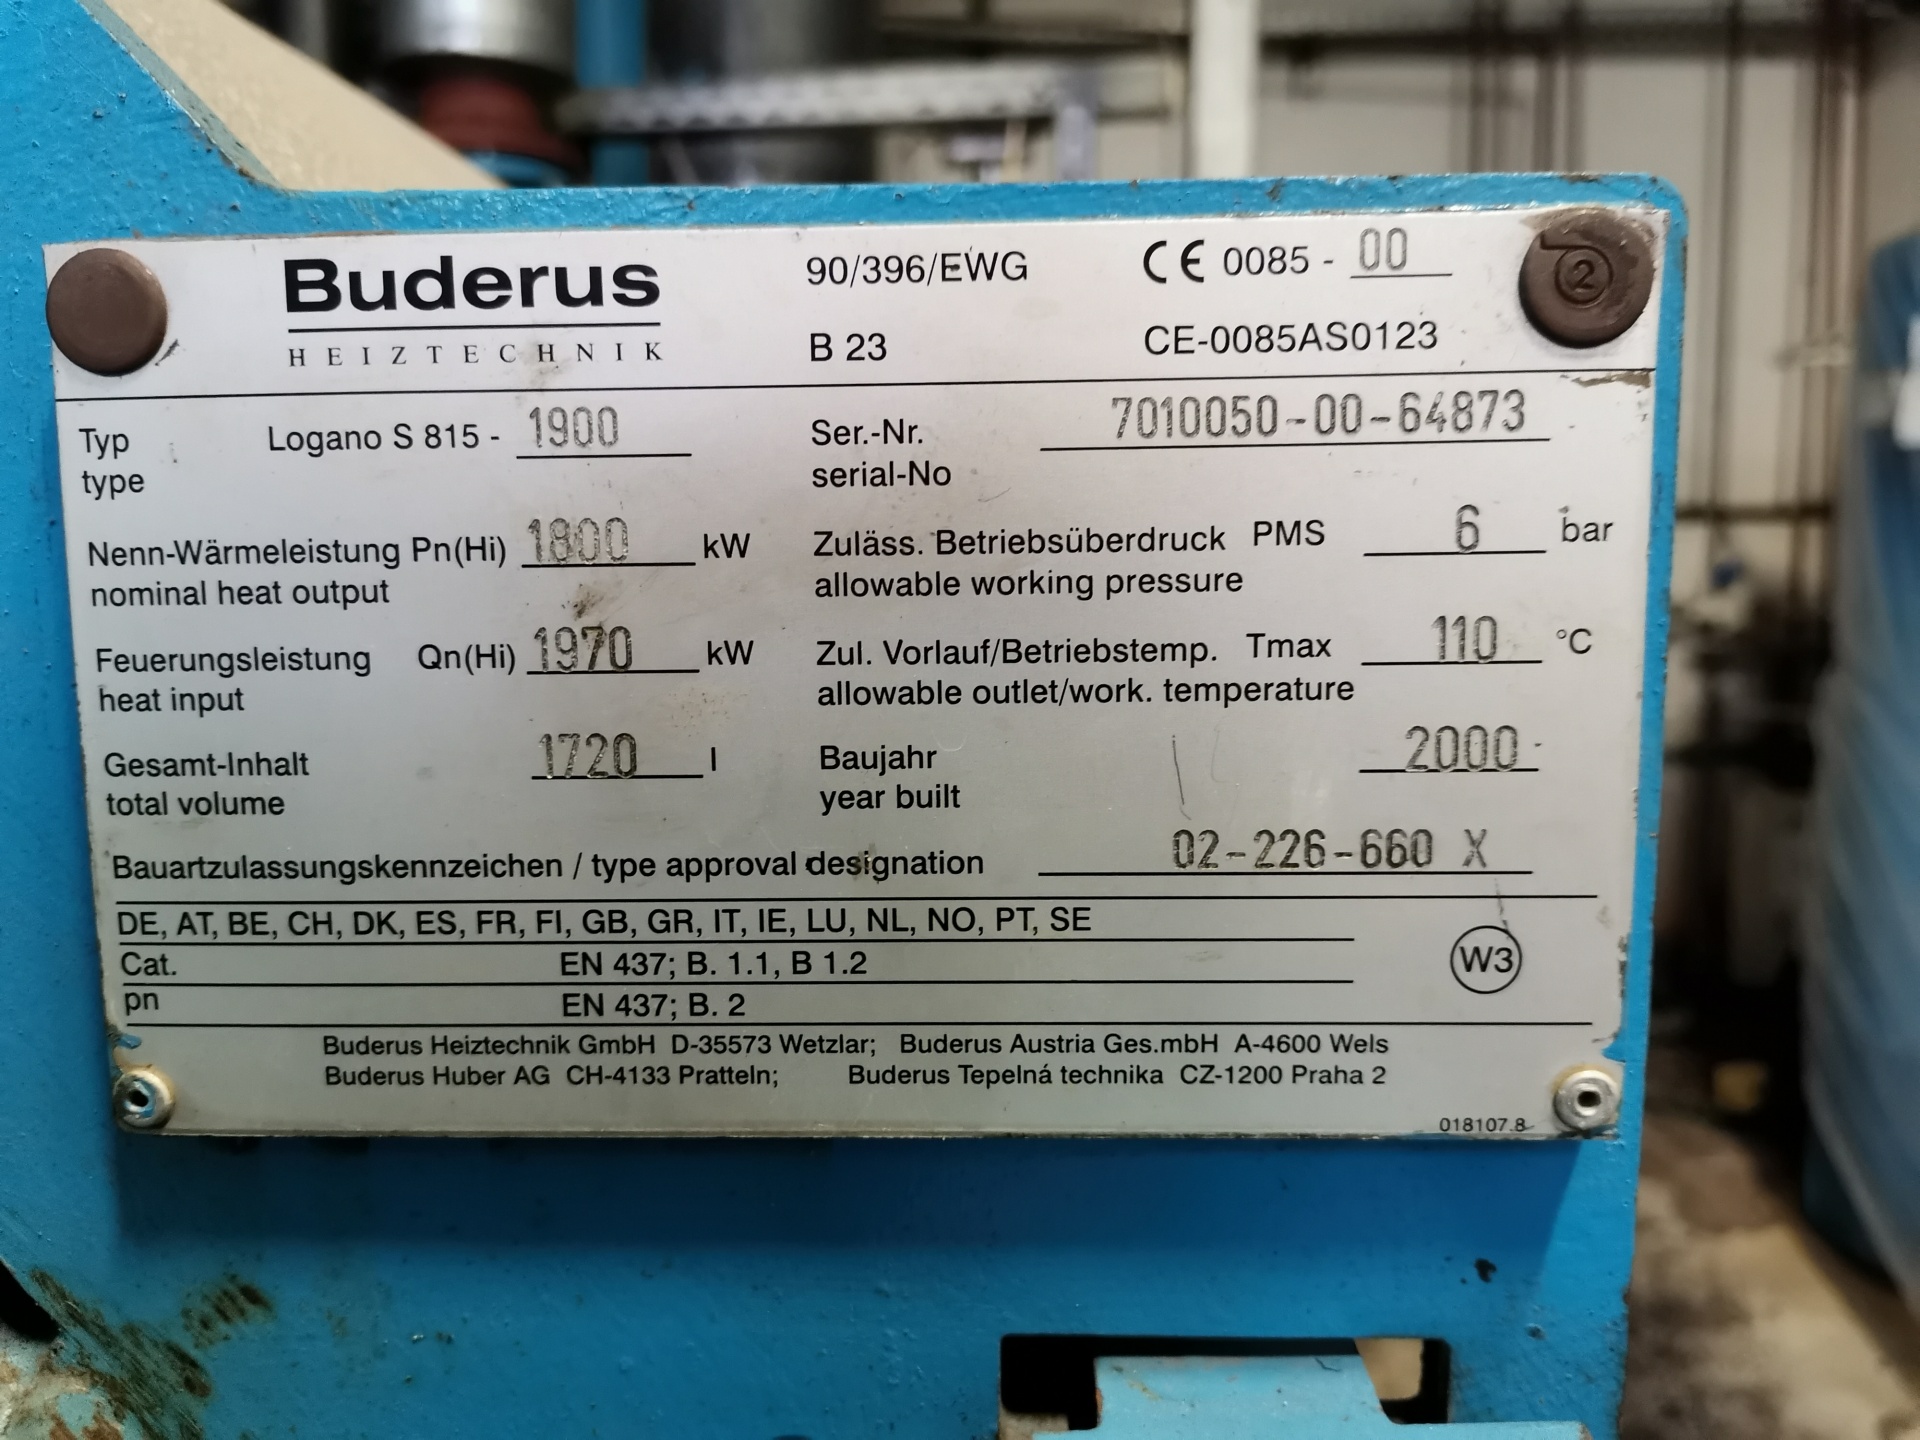 Buderus
HEIZTECHNIK
90/396/EWG
CE 0085 - 00
B 23
CE-0085AS0123
Typ Logano S 815 - 1900
type
Ser.-Nr. 7010050-00-64873
serial-No
Nenn-Wärmeleistung Pn(Hi) 1800 kW
nominal heat output
Zuläss. Betriebsüberdruck PMS 6 bar
allowable working pressure
Feuerungsleistung Qn(Hi) 1970 kW
heat input
Zul. Vorlauf/Betriebstemp. Tmax 110 °C
allowable outlet/work. temperature
Gesamt-Inhalt 1720 l
total volume
Baujahr 2000
year built
Bauartzulassungskennzeichen / type approval designation 02-226-660 X
DE, AT, BE, CH, DK, ES, FR, FI, GB, GR, IT, IE, LU, NL, NO, PT, SE
Cat. EN 437; B. 1.1, B 1.2
pn EN 437; B. 2
W3
Buderus Heiztechnik GmbH D-35573 Wetzlar; Buderus Austria Ges.mbH A-4600 Wels
Buderus Huber AG CH-4133 Pratteln; Buderus Tepelná technika CZ-1200 Praha 2
018107.8
2